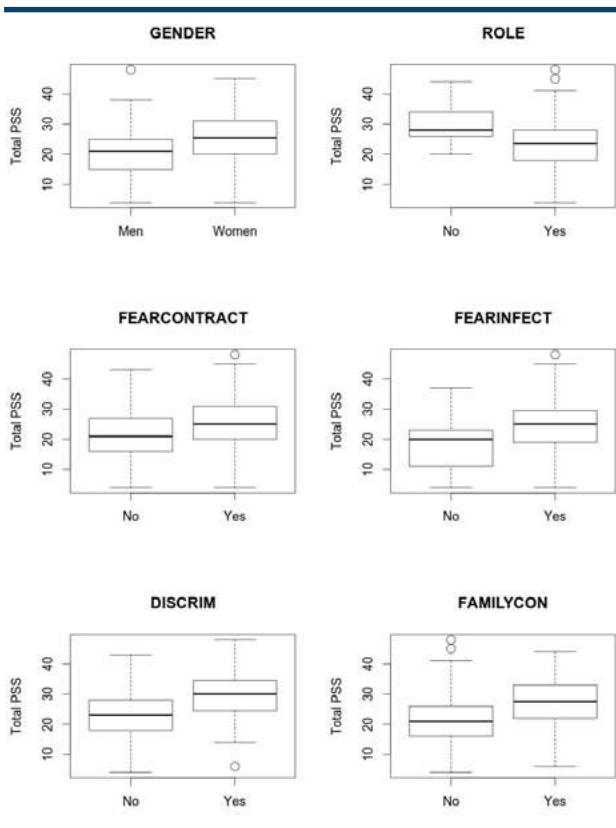 GENDER
Total PSS
40
30
20
10
Men Women
ROLE
Total PSS
40
30
20
10
No Yes
FEARCONTRACT
Total PSS
40
30
20
10
No Yes
FEARINFECT
Total PSS
40
30
20
10
No Yes
DISCRIM
Total PSS
40
30
20
10
No Yes
FAMILYCON
Total PSS
40
30
20
10
No Yes